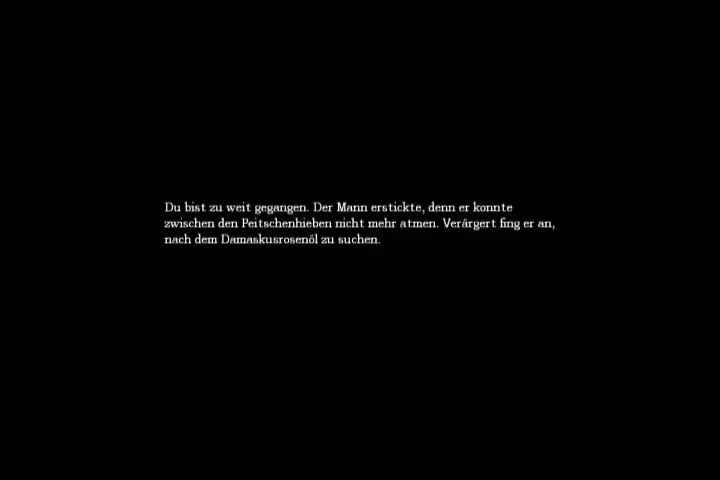 Du bist zu weit gegangen. Der Mann erstickte, denn er konnte
zwischen den Peitschenhieben nicht mehr atmen. Verärgert fing er an,
nach dem Damaskusrosenöl zu suchen.